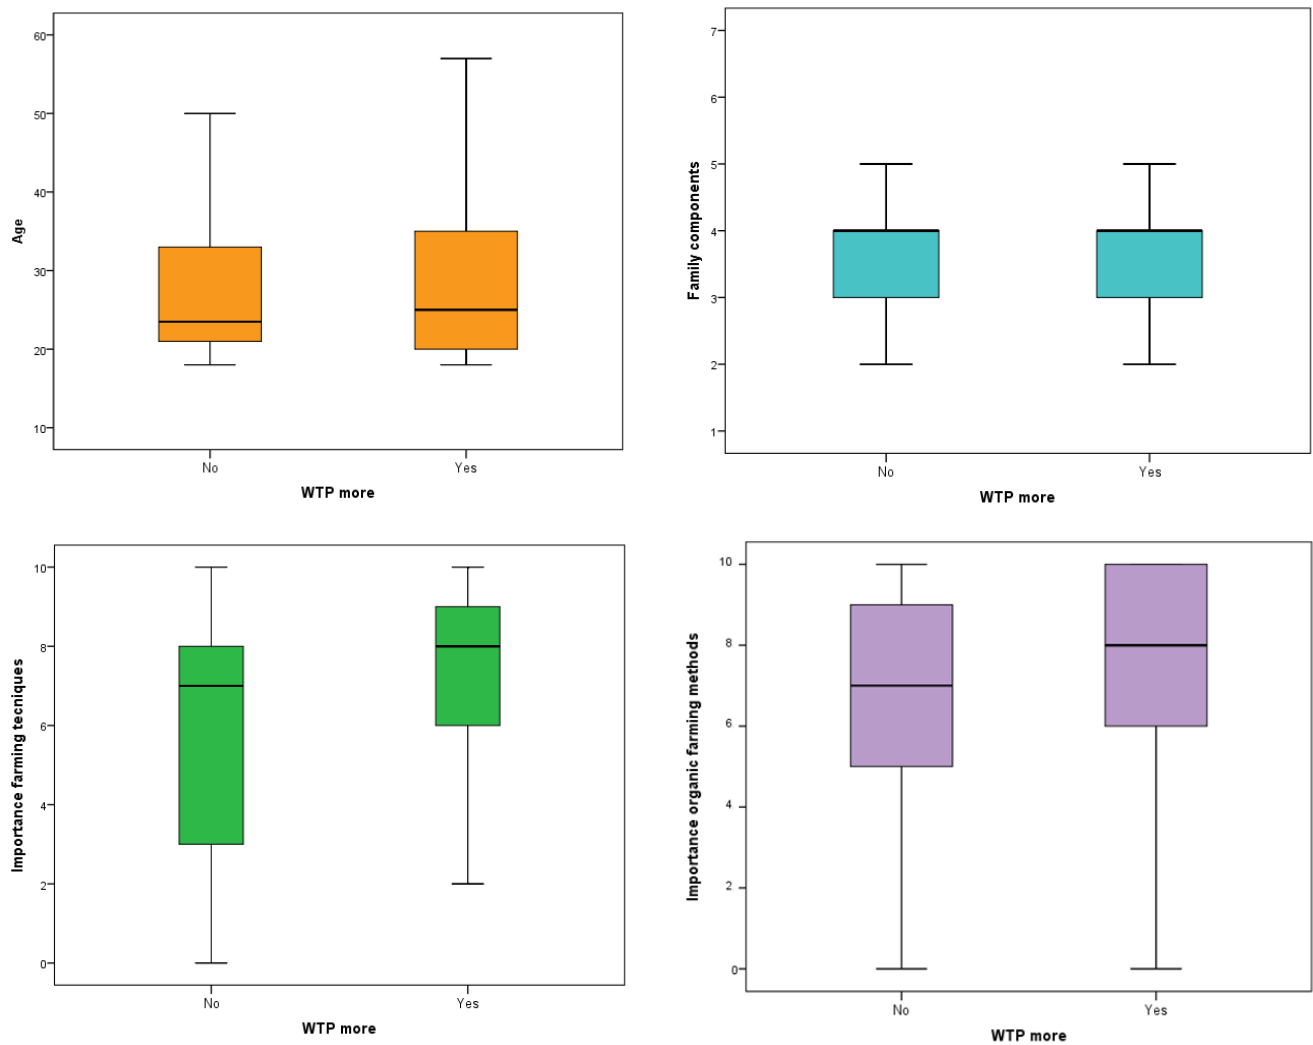 60
50
40
30
20
10
Age
No
Yes
WTP more
7
6
5
4
3
2
1
Family components
No
Yes
WTP more
10
8
6
4
2
0
Importance farming tecniques
No
Yes
WTP more
10
8
6
4
2
0
Importance organic farming methods
No
Yes
WTP more